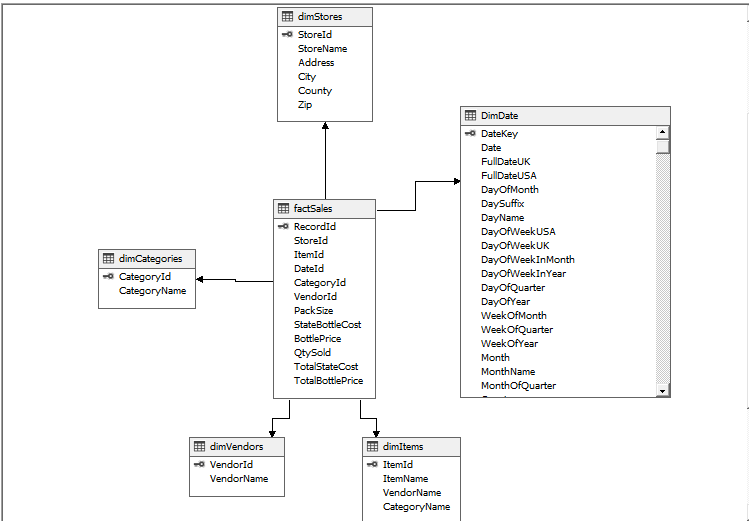 dimStores
StoreId
StoreName
Address
City
County
Zip
DimDate
DateKey
Date
FullDateUK
FullDateUSA
DayOfMonth
DaySuffix
DayName
DayOfWeekUSA
DayOfWeekUK
DayOfWeekInMonth
DayOfWeekInYear
DayOfQuarter
DayOfYear
WeekOfMonth
WeekOfQuarter
WeekOfYear
Month
MonthName
MonthOfQuarter
factSales
RecordId
StoreId
ItemId
DateId
CategoryId
VendorId
PackSize
StateBottleCost
BottlePrice
QtySold
TotalStateCost
TotalBottlePrice
dimCategories
CategoryId
CategoryName
dimVendors
VendorId
VendorName
dimItems
ItemId
ItemName
VendorName
CategoryName